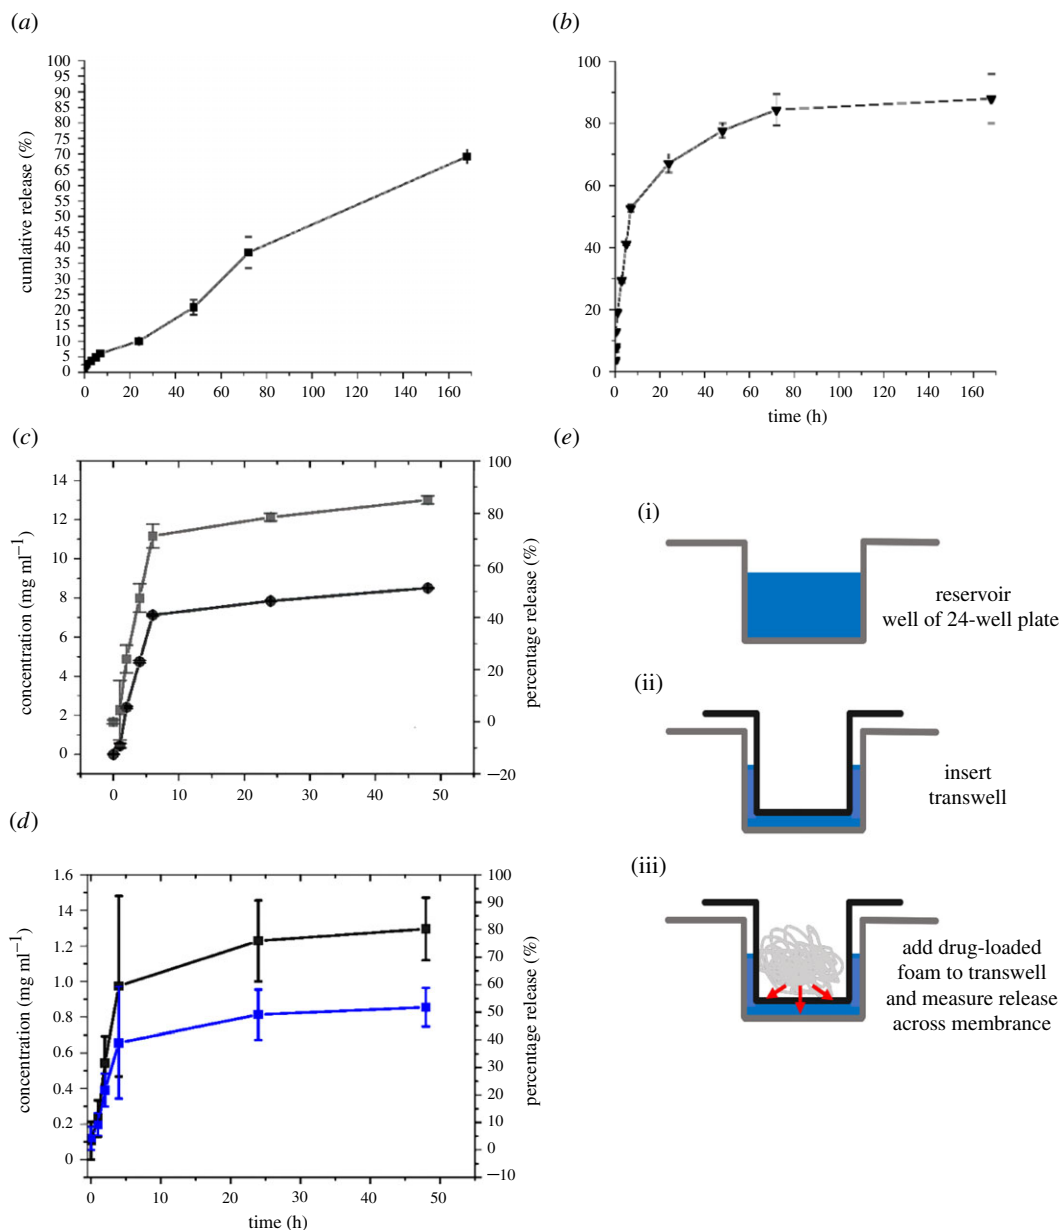 (a)
100
95
90
85
80
75
70
65
60
55
50
45
40
35
30
25
20
15
10
5
0
cumlative release (%)
0 20 40 60 80 100 120 140 160
(b)
100
90
80
70
60
80
40
30
20
10
0
0 20 40 60 80 100 120 140 160
time (h)
(c)
14
12
10
8
6
4
2
0
concentration (mg ml−1)
100
80
60
40
20
0
−20
percentage release (%)
0 10 20 30 40 50
(d)
1.6
1.4
1.2
1.0
0.8
0.6
0.4
0.2
0
concentration (mg ml−1)
100
90
80
70
60
50
40
30
20
10
0
−10
percentage release (%)
0 10 20 30 40 50
time (h)
(e)
(i)
reservoir
well of 24-well plate
(ii)
insert
transwell
(iii)
add drug-loaded
foam to transwell
and measure release
across membrance